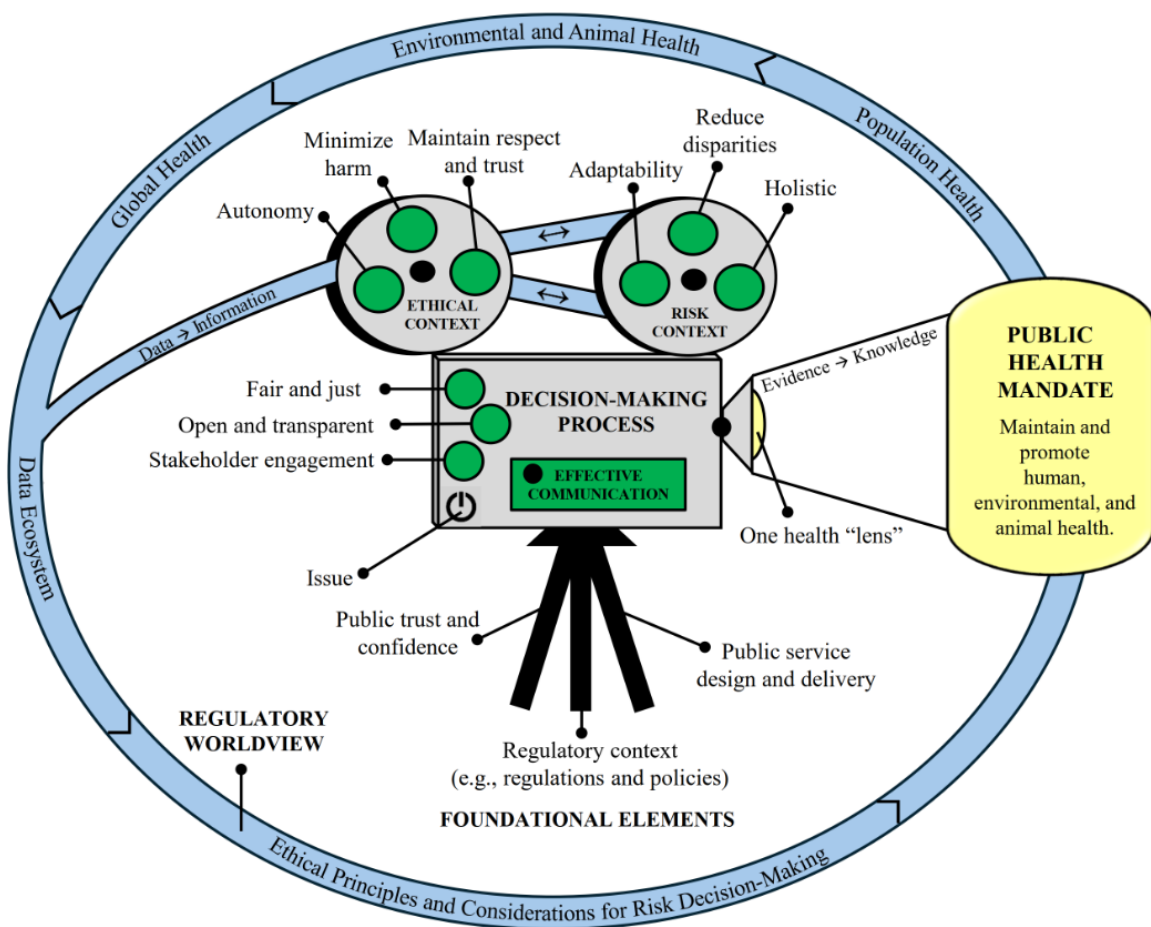 Environmental and Animal Health
Population Health
Global Health
Minimize
harm
Maintain respect
and trust
Reduce
disparities
Adaptability
Holistic
Autonomy
ETHICAL
CONTEXT
RISK
CONTEXT
Data → Information
Evidence → Knowledge
PUBLIC
HEALTH
MANDATE
Maintain and
promote
human,
environmental, and
animal health.
Fair and just
Open and transparent
Stakeholder engagement
DECISION-MAKING
PROCESS
EFFECTIVE
COMMUNICATION
One health “lens”
Issue
Data Ecosystem
Public trust and
confidence
Public service
design and delivery
REGULATORY
WORLDVIEW
Regulatory context
(e.g., regulations and policies)
FOUNDATIONAL ELEMENTS
Ethical Principles and Considerations for Risk Decision-Making